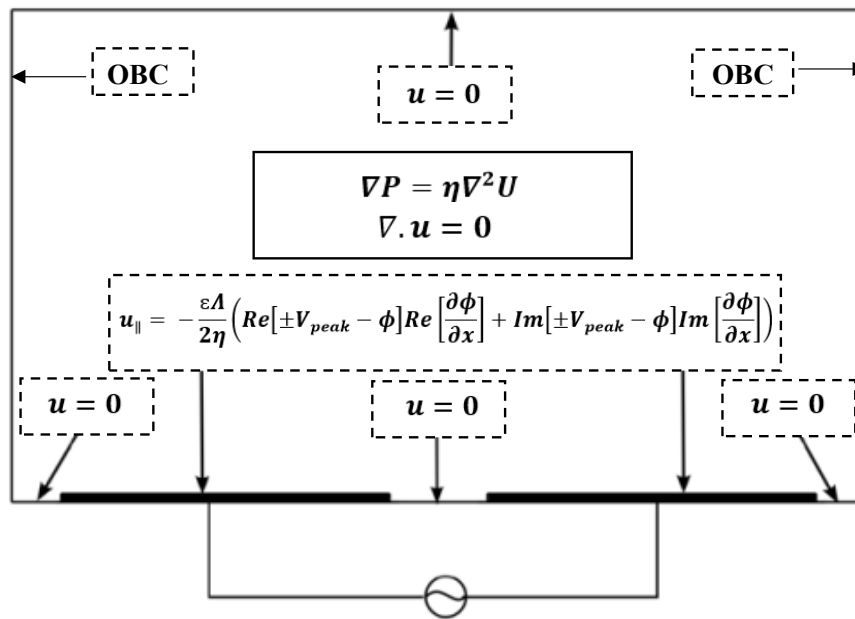 OBC
OBC
u = 0
∇P = η∇²U
∇. u = 0
u∥ = − εΛ/2η (Re[±V_peak − ϕ]Re[∂ϕ/∂x] + Im[±V_peak − ϕ]Im[∂ϕ/∂x])
u = 0
u = 0
u = 0